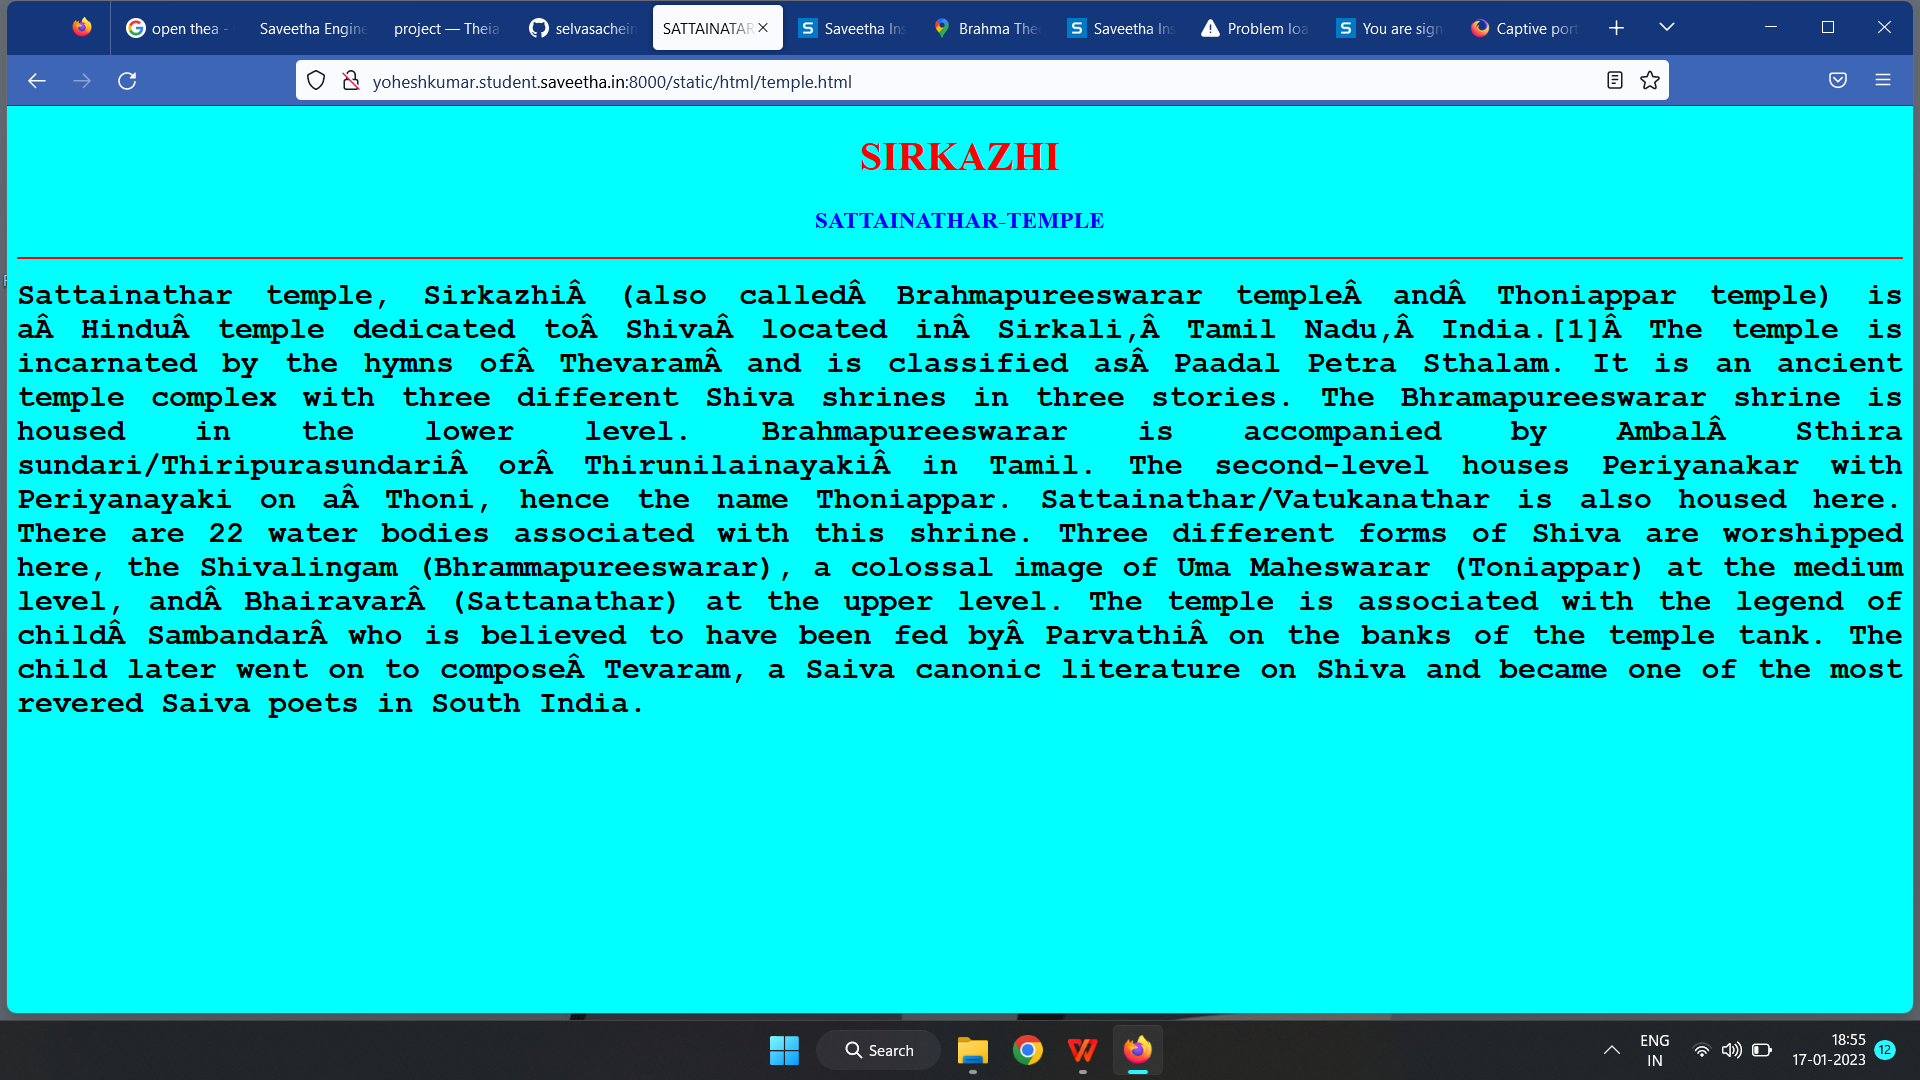 open thea -
Saveetha Engine
project — Theia
selvasachein
SATTAINATAR
Saveetha Ins
Brahma The
Saveetha Ins
Problem loa
You are sign
Captive port
yoheshkumar.student.saveetha.in:8000/static/html/temple.html
SIRKAZHI
SATTAINATHAR-TEMPLE
Sattainathar temple, SirkazhiÂ (also calledÂ Brahmapureeswarar templeÂ andÂ Thoniappar temple) is
aÂ HinduÂ temple dedicated toÂ ShivaÂ located inÂ Sirkali,Â Tamil Nadu,Â India.[1]Â The temple is
incarnated by the hymns ofÂ ThevaramÂ and is classified asÂ Paadal Petra Sthalam. It is an ancient
temple complex with three different Shiva shrines in three stories. The Bhramapureeswarar shrine is
housed in the lower level. Brahmapureeswarar is accompanied by AmbalÂ Sthira
sundari/ThiripurasundariÂ orÂ ThirunilainayakiÂ in Tamil. The second-level houses Periyanakar with
Periyanayaki on aÂ Thoni, hence the name Thoniappar. Sattainathar/Vatukanathar is also housed here.
There are 22 water bodies associated with this shrine. Three different forms of Shiva are worshipped
here, the Shivalingam (Bhrammapureeswarar), a colossal image of Uma Maheswarar (Toniappar) at the medium
level, andÂ BhairavarÂ (Sattanathar) at the upper level. The temple is associated with the legend of
childÂ SambandarÂ who is believed to have been fed byÂ ParvathiÂ on the banks of the temple tank. The
child later went on to composeÂ Tevaram, a Saiva canonic literature on Shiva and became one of the most
revered Saiva poets in South India.
Search
ENG
IN
18:55
17-01-2023
12